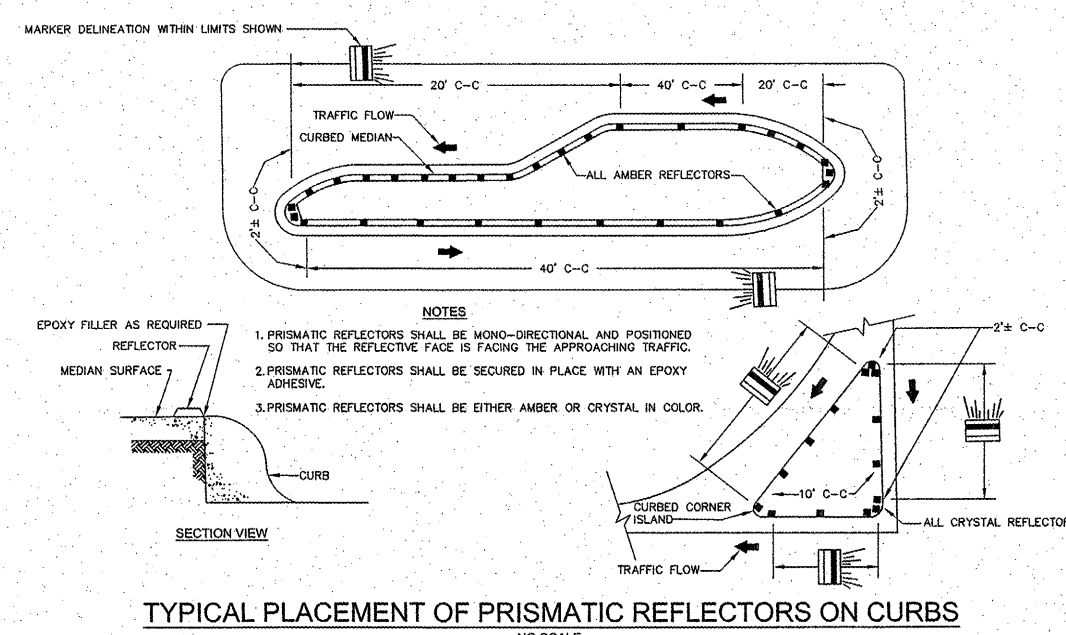 MARKER DELINEATION WITHIN LIMITS SHOWN
20' C-C
40' C-C
20' C-C
TRAFFIC FLOW
CURBED MEDIAN
ALL AMBER REFLECTORS
2'± C-C
2'± C-C
40' C-C
NOTES
1. PRISMATIC REFLECTORS SHALL BE MONO-DIRECTIONAL AND POSITIONED
SO THAT THE REFLECTIVE FACE IS FACING THE APPROACHING TRAFFIC.
2. PRISMATIC REFLECTORS SHALL BE SECURED IN PLACE WITH AN EPOXY
ADHESIVE.
3. PRISMATIC REFLECTORS SHALL BE EITHER AMBER OR CRYSTAL IN COLOR.
EPOXY FILLER AS REQUIRED
REFLECTOR
MEDIAN SURFACE
CURB
SECTION VIEW
2'± C-C
10' C-C
CURBED CORNER
ISLAND
ALL CRYSTAL REFLECTOR
TRAFFIC FLOW
TYPICAL PLACEMENT OF PRISMATIC REFLECTORS ON CURBS
NO SCALE